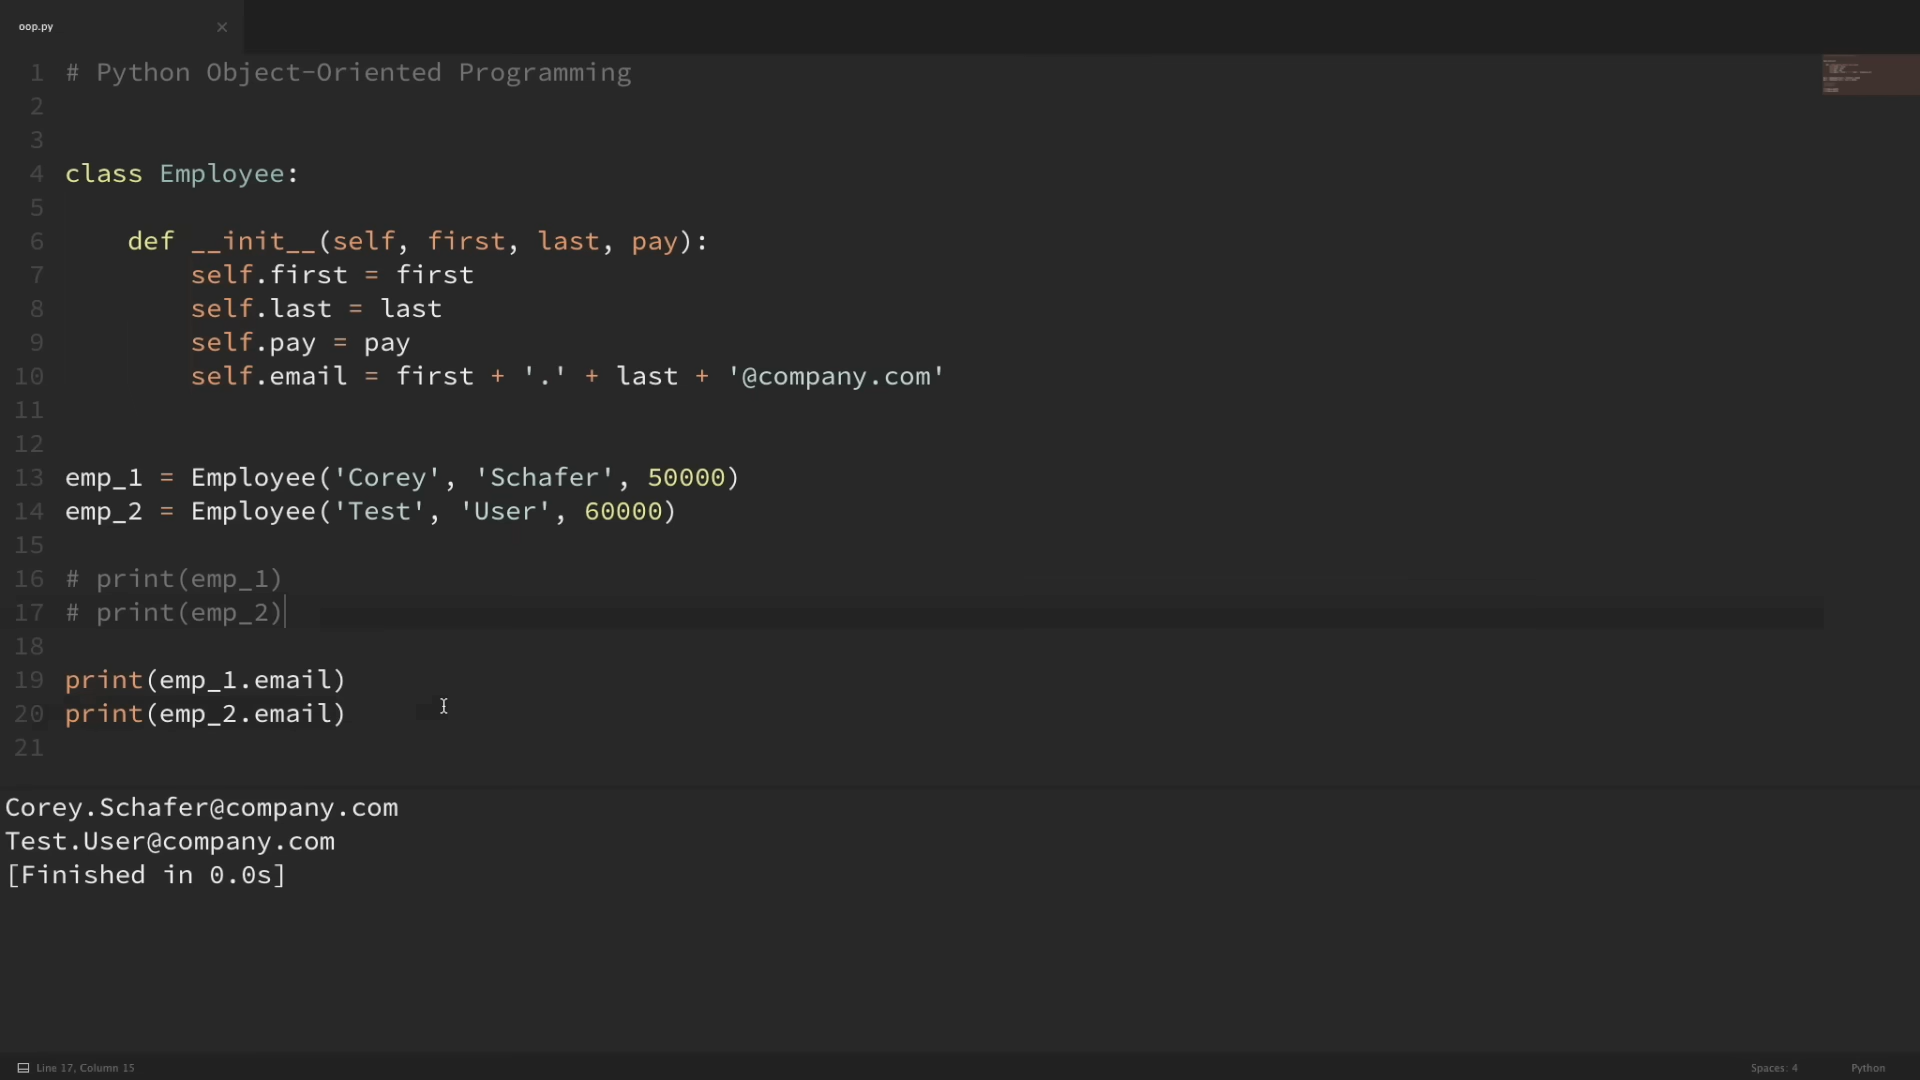 oop.py
1 # Python Object-Oriented Programming
2
3
4 class Employee:
5
6     def __init__(self, first, last, pay):
7         self.first = first
8         self.last = last
9         self.pay = pay
10         self.email = first + '.' + last + '@company.com'
11
12
13 emp_1 = Employee('Corey', 'Schafer', 50000)
14 emp_2 = Employee('Test', 'User', 60000)
15
16 # print(emp_1)
17 # print(emp_2)
18
19 print(emp_1.email)
20 print(emp_2.email)
21
Corey.Schafer@company.com
Test.User@company.com
[Finished in 0.0s]
Line 17, Column 15
Spaces: 4
Python